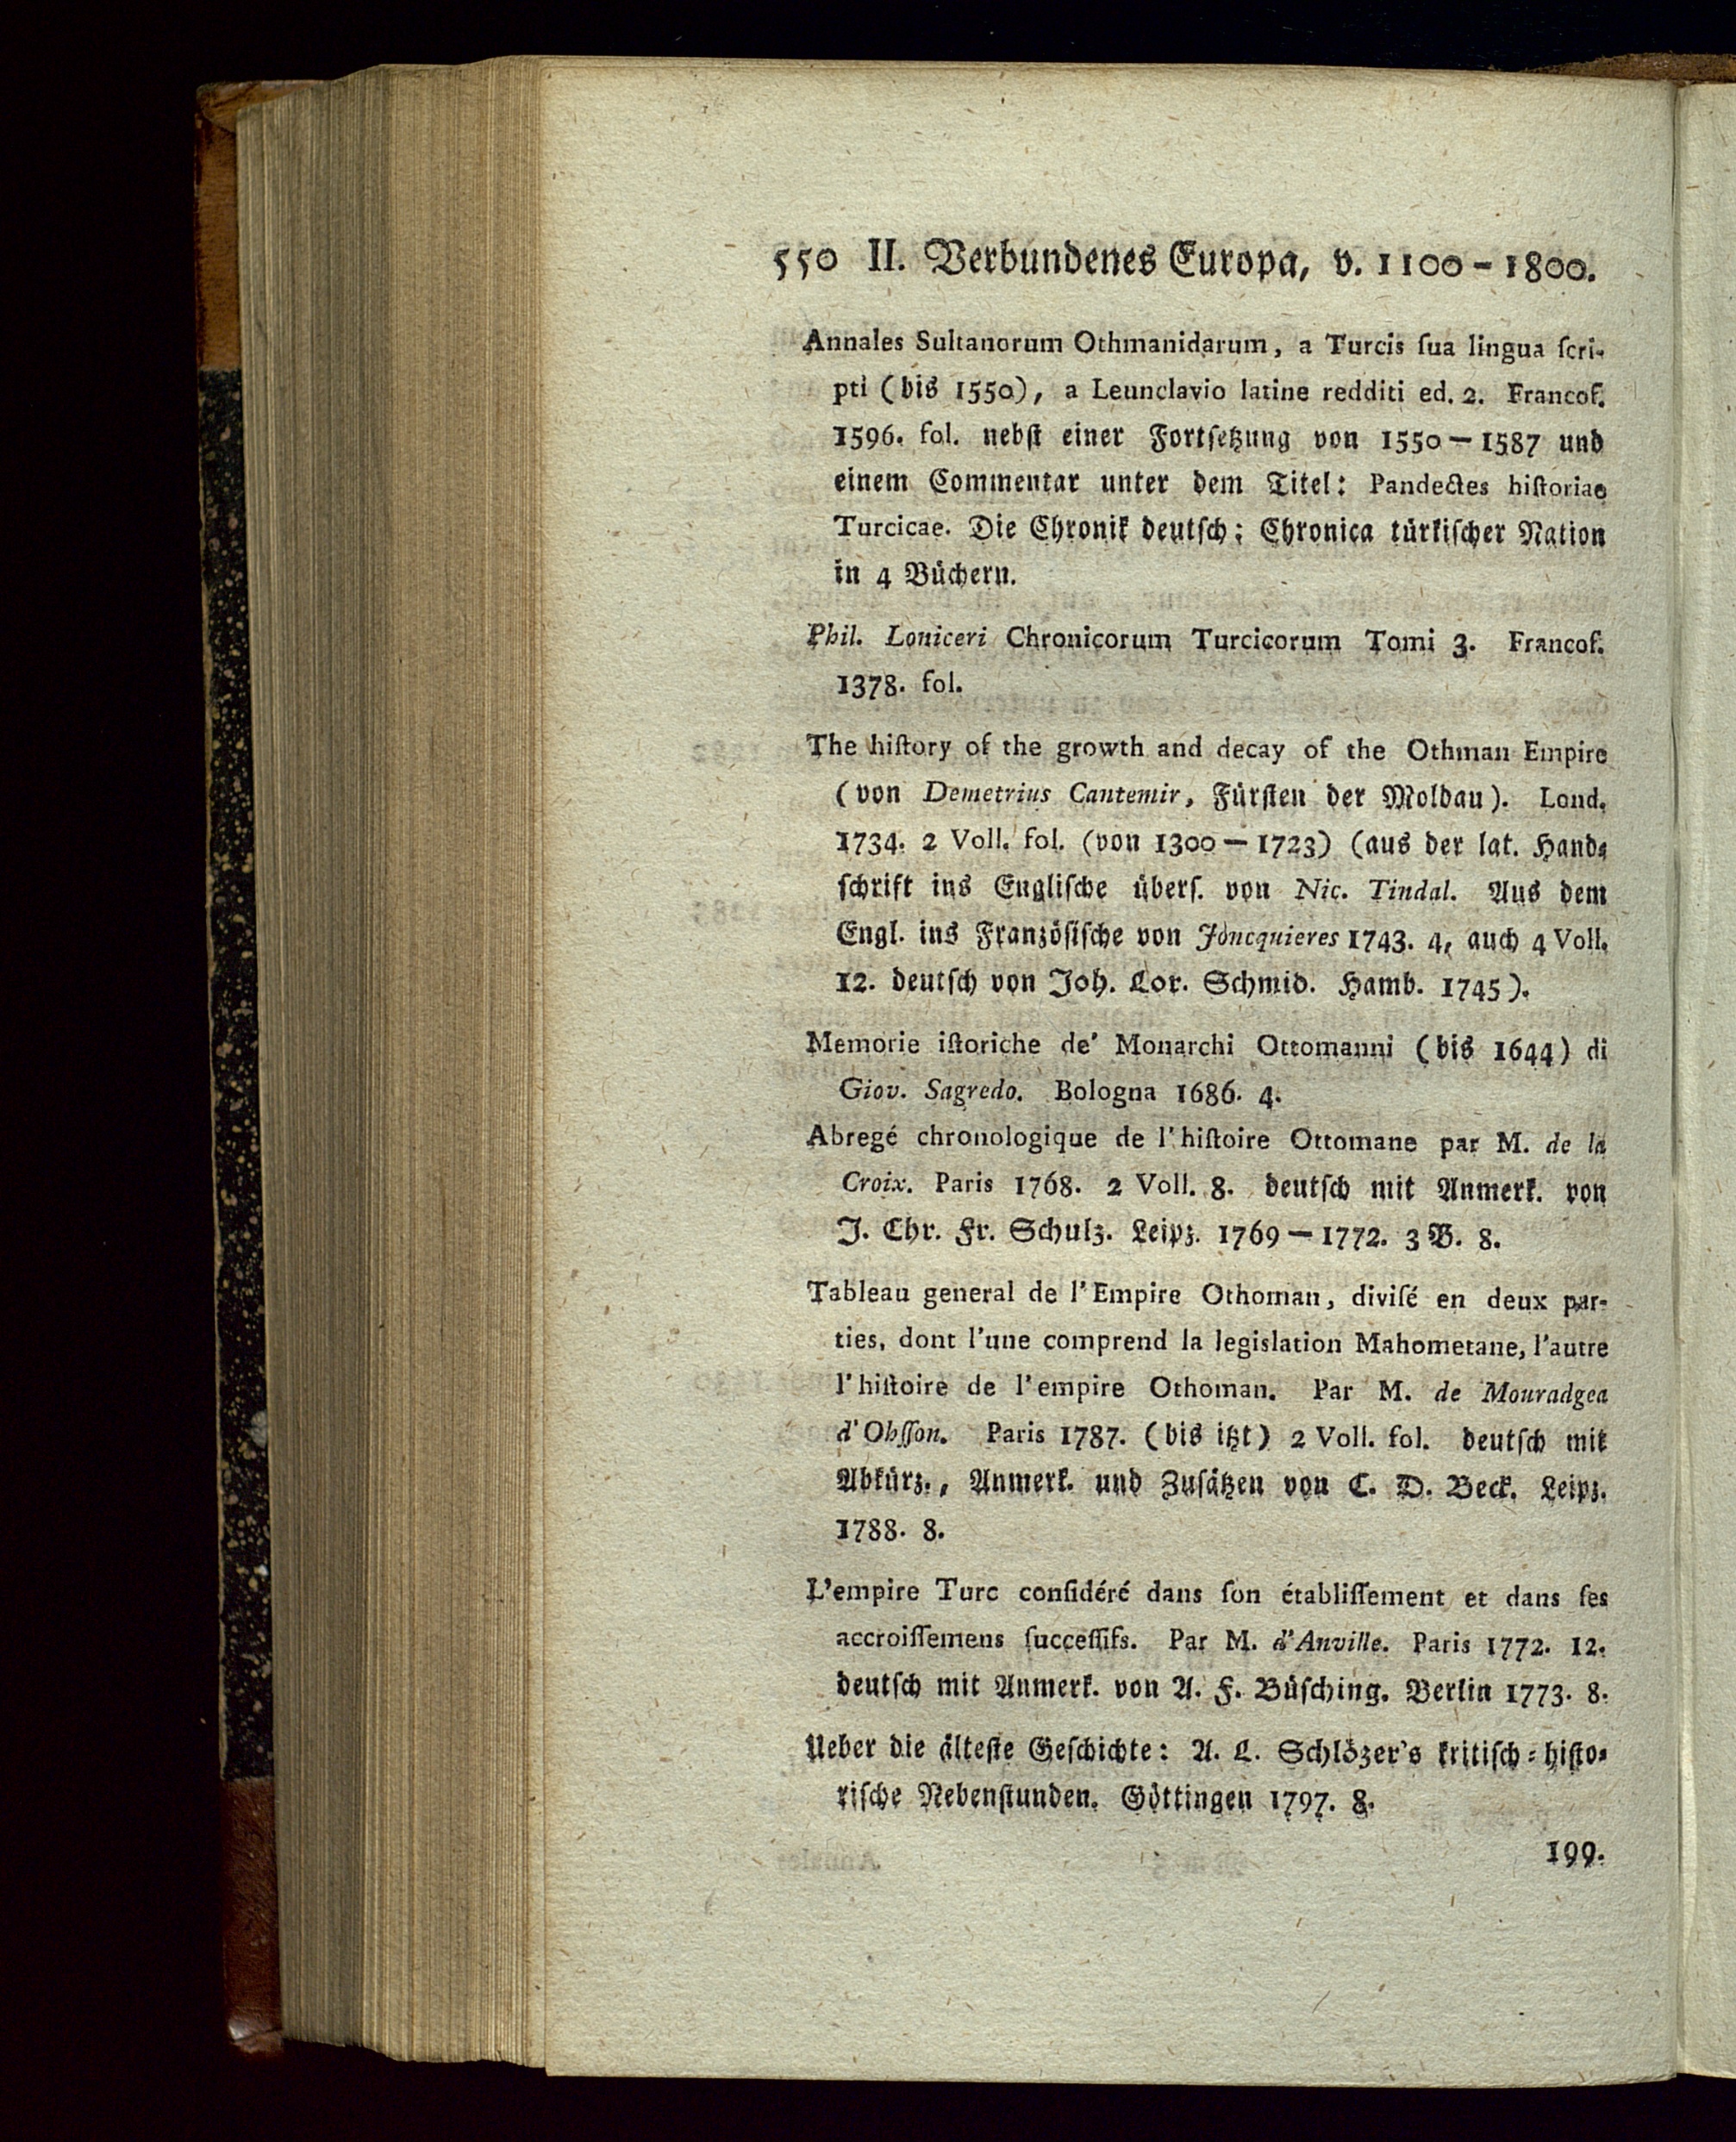 550 II. Verbundenes Europa, v. 1100-1800.
Annales Sultanorum Othmanidarum, a Turcis ſua lingua ſcri-
pti (bis 1550), a Leunclavio latine redditi ed. 2. Francof.
1596. fol. nebſt einer Fortſetzung von 1550—1587 und
einem Commentar unter dem Titel: Pandectes hiſtoriae
Turcicae. Die Chronik deutſch: Chronica türkiſcher Nation
in 4 Büchern.
Phil. Loniceri Chronicorum Turcicorum Tomi 3. Francof.
1378. fol.
The hiſtory of the growth and decay of the Othman Empire
(von Demetrius Cantemir, Fürſten der Moldau). Lond.
1734. 2 Voll. fol. (von 1300—1723) (aus der lat. Hand-
ſchrift ins Engliſche überſ. von Nic. Tindal. Aus dem
Engl. ins Franzöſiſche von Joncquieres 1743. 4, auch 4 Voll.
12. deutſch von Joh. Lor. Schmid. Hamb. 1745).
Memorie iſtoriche de' Monarchi Ottomanni (bis 1644) di
Giov. Sagredo. Bologna 1686. 4.
Abregé chronologique de l'hiſtoire Ottomane par M. de la
Croix. Paris 1768. 2 Voll. 8. deutſch mit Anmerk. von
J. Chr. Fr. Schulz. Leipz. 1769—1772. 3 B. 8.
Tableau general de l'Empire Othoman, diviſé en deux par-
ties, dont l'une comprend la legislation Mahometane, l'autre
l'hiſtoire de l'empire Othoman. Par M. de Mouradgea
d'Ohſſon. Paris 1787. (bis itzt) 2 Voll. fol. deutſch mit
Abkürz., Anmerk. und Zuſätzen von C. D. Beck. Leipz.
1788. 8.
L'empire Turc conſidéré dans ſon établiſſement et dans ſes
accroiſſemens ſucceſſifs. Par M. d'Anville. Paris 1772. 12.
deutſch mit Anmerk. von A. F. Büſching. Berlin 1773. 8.
Ueber die älteſte Geſchichte: A. L. Schlözer's kritiſch-hiſto-
riſche Nebenſtunden. Göttingen 1797. 8.
199.